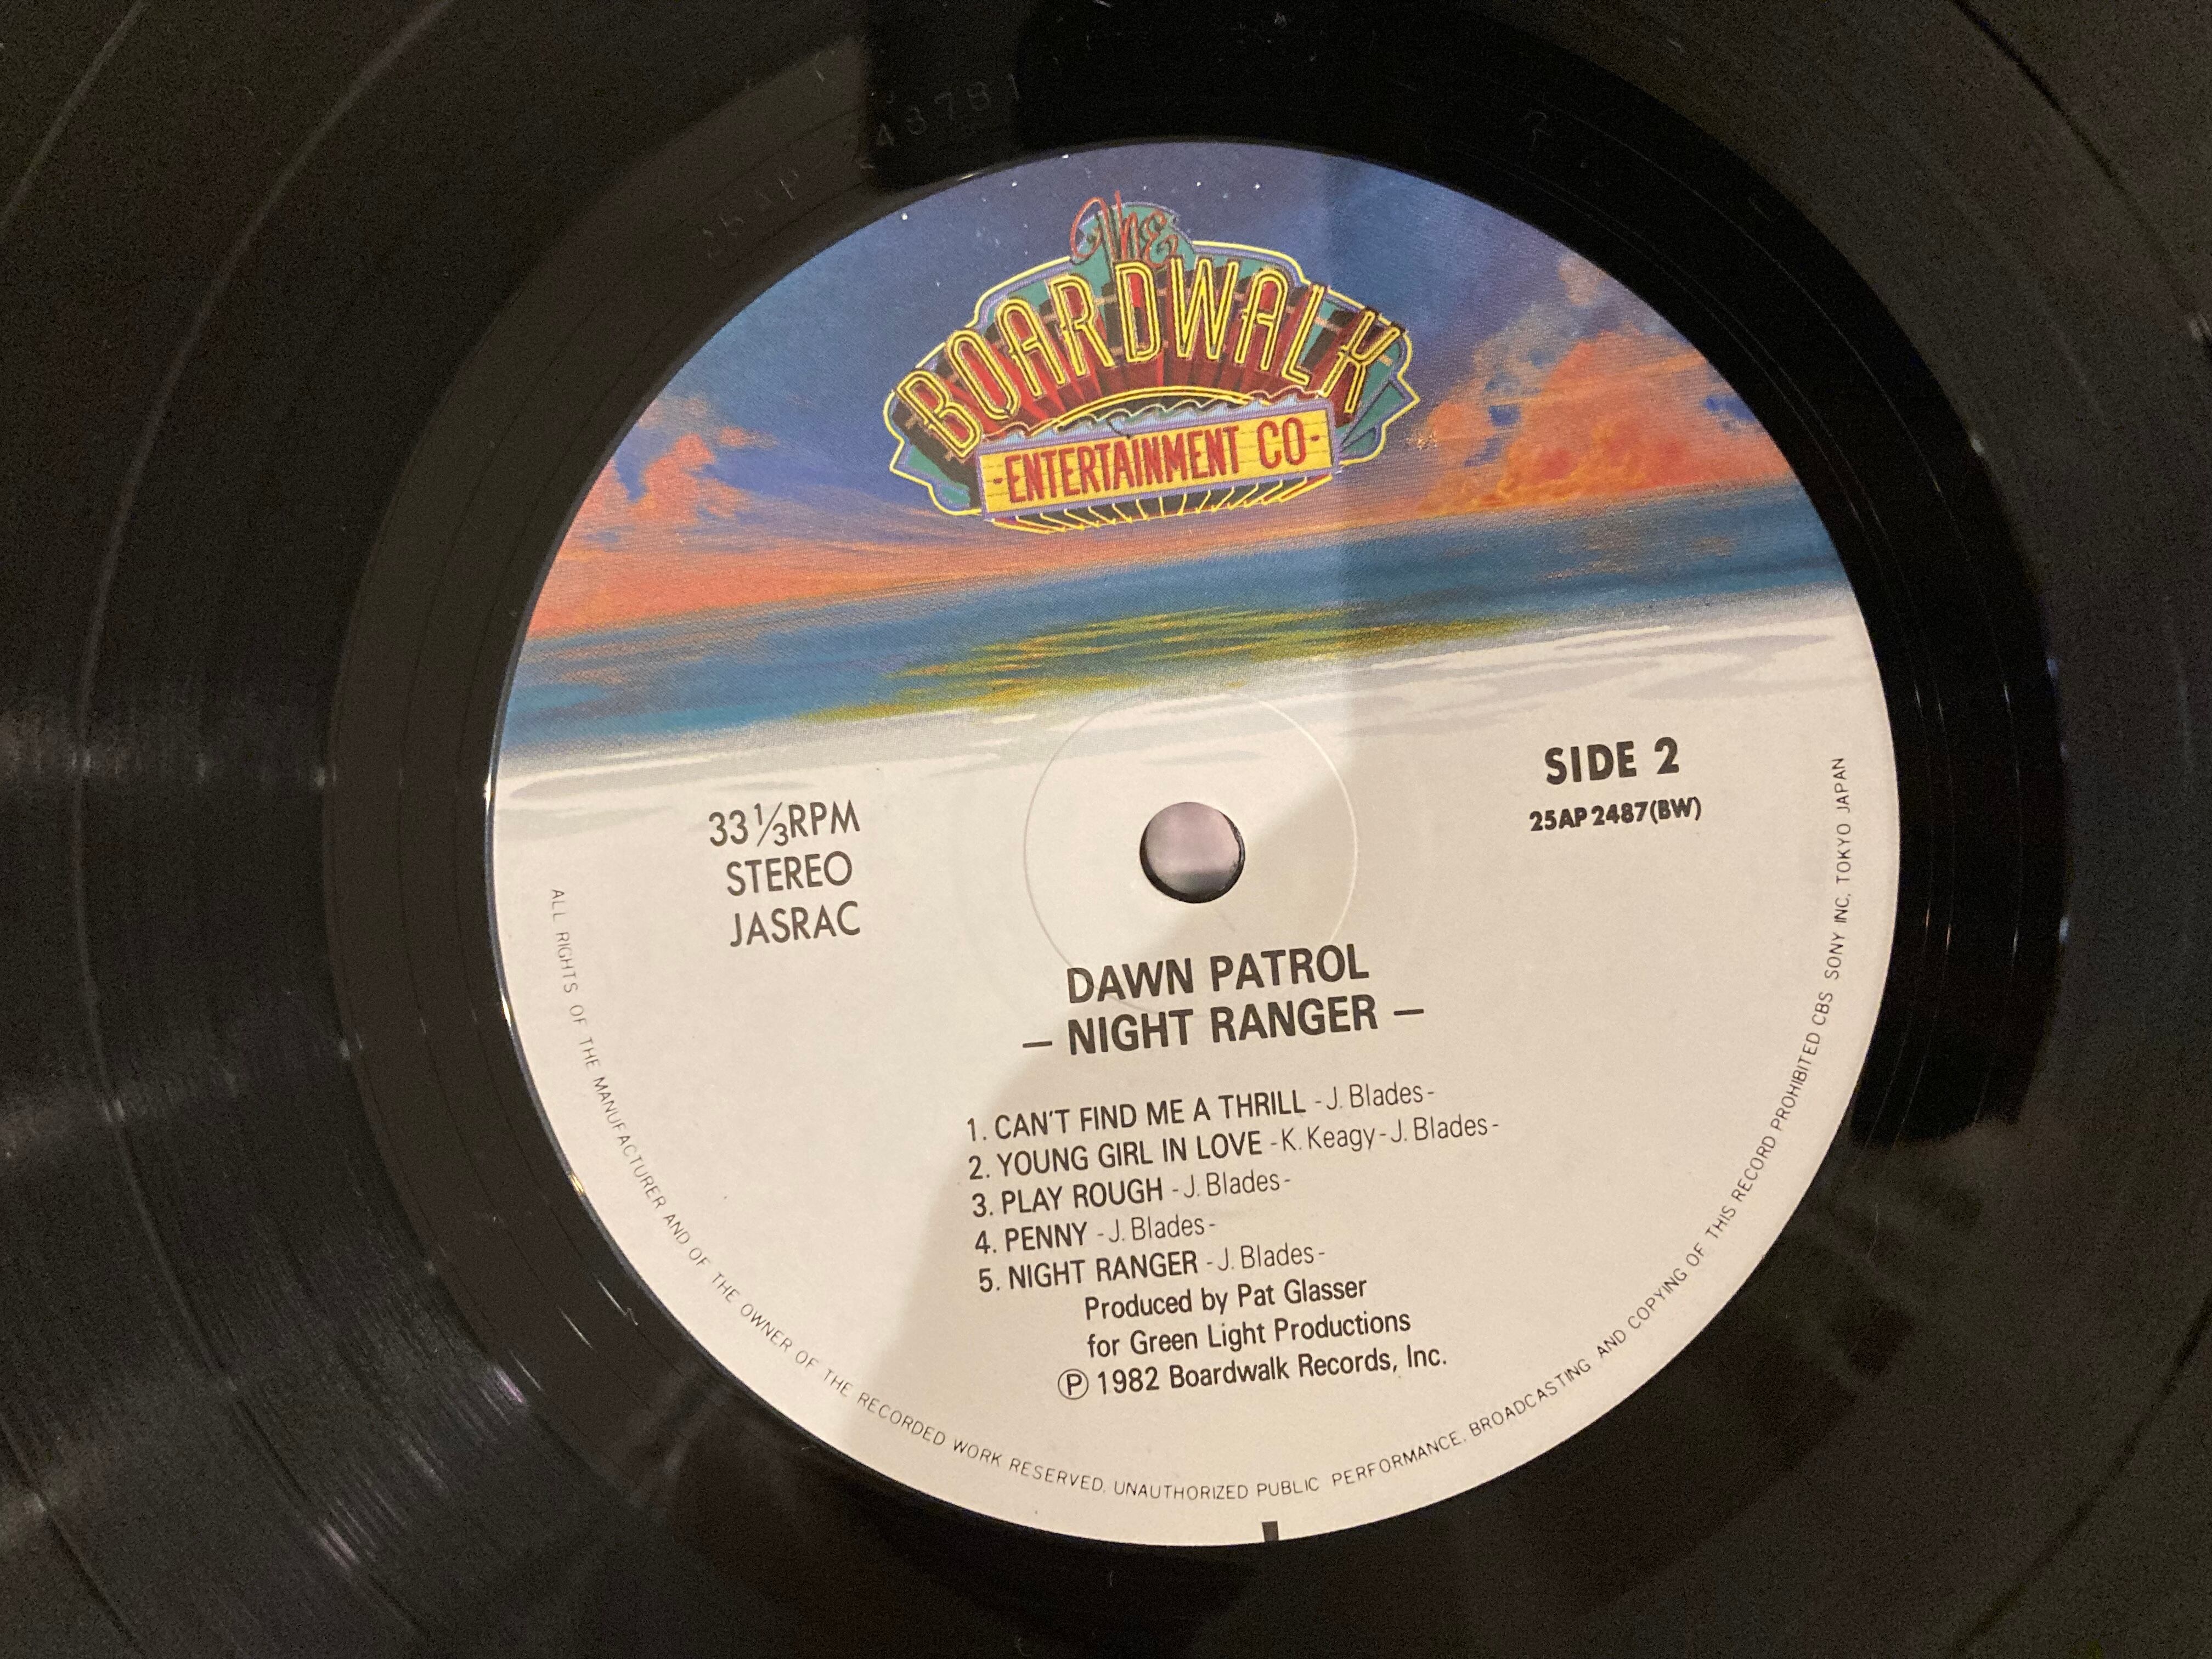 The
BOARDWALK
-ENTERTAINMENT CO-
SIDE 2
25AP 2487(BW)
33⅓RPM
STEREO
JASRAC
DAWN PATROL
— NIGHT RANGER —
1. CAN'T FIND ME A THRILL -J. Blades-
2. YOUNG GIRL IN LOVE -K. Keagy-J. Blades-
3. PLAY ROUGH -J. Blades-
4. PENNY -J. Blades-
5. NIGHT RANGER -J. Blades-
Produced by Pat Glasser
for Green Light Productions
Ⓟ 1982 Boardwalk Records, Inc.
ALL RIGHTS OF THE MANUFACTURER AND OF THE OWNER OF THE RECORDED WORK RESERVED. UNAUTHORIZED PUBLIC PERFORMANCE. BROADCASTING AND COPYING OF THIS RECORD PROHIBITED CBS SONY INC. TOKYO JAPAN